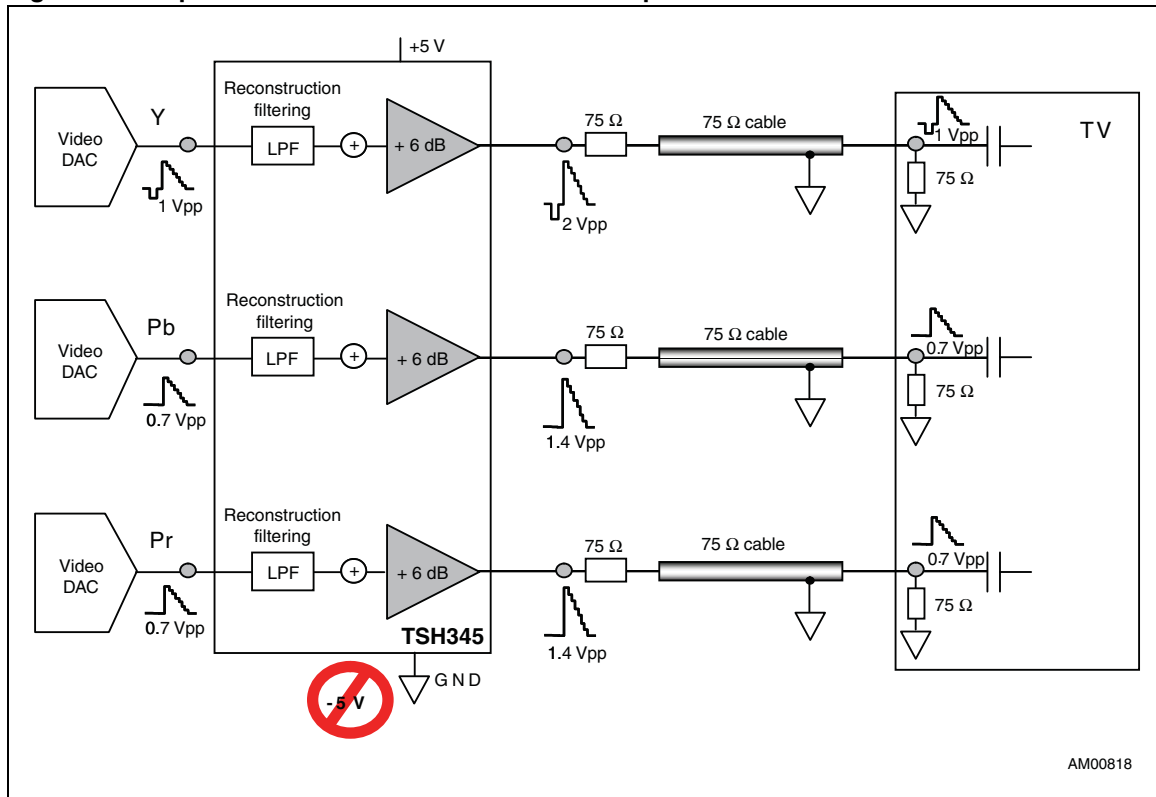 +5 V
Reconstruction
filtering
Video
DAC
Y
LPF
+
+ 6 dB
1 Vpp
2 Vpp
75 Ω
75 Ω cable
1 Vpp
TV
75 Ω
Reconstruction
filtering
Video
DAC
Pb
LPF
+
+ 6 dB
0.7 Vpp
1.4 Vpp
75 Ω
75 Ω cable
0.7 Vpp
75 Ω
Reconstruction
filtering
Video
DAC
Pr
LPF
+
+ 6 dB
0.7 Vpp
1.4 Vpp
75 Ω
75 Ω cable
0.7 Vpp
75 Ω
TSH345
GND
-5 V
AM00818